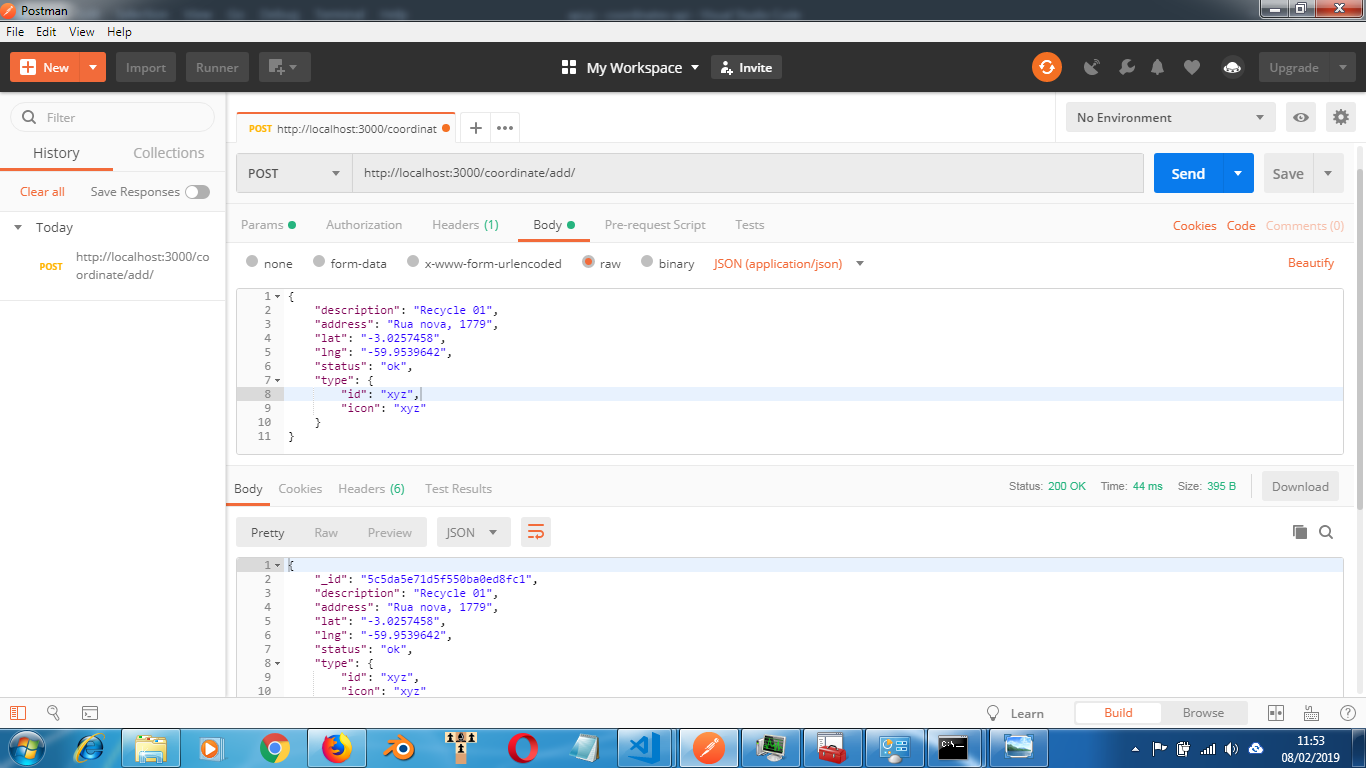 Postman
File Edit View Help
New Import Runner My Workspace Invite Upgrade
Filter
History Collections
Clear all Save Responses
Today
POST http://localhost:3000/co
ordinate/add/
POST http://localhost:3000/coordinat
No Environment
POST http://localhost:3000/coordinate/add/ Send Save
Params Authorization Headers (1) Body Pre-request Script Tests Cookies Code Comments (0)
none form-data x-www-form-urlencoded raw binary JSON (application/json) Beautify
1 {
2 "description": "Recycle 01",
3 "address": "Rua nova, 1779",
4 "lat": "-3.0257458",
5 "lng": "-59.9539642",
6 "status": "ok",
7 "type": {
8 "id": "xyz",
9 "icon": "xyz"
10 }
11 }
Body Cookies Headers (6) Test Results Status: 200 OK Time: 44 ms Size: 395 B Download
Pretty Raw Preview JSON
1 {
2 "_id": "5c5da5e71d5f550ba0ed8fc1",
3 "description": "Recycle 01",
4 "address": "Rua nova, 1779",
5 "lat": "-3.0257458",
6 "lng": "-59.9539642",
7 "status": "ok",
8 "type": {
9 "id": "xyz",
10 "icon": "xyz"
Learn Build Browse
11:53
08/02/2019